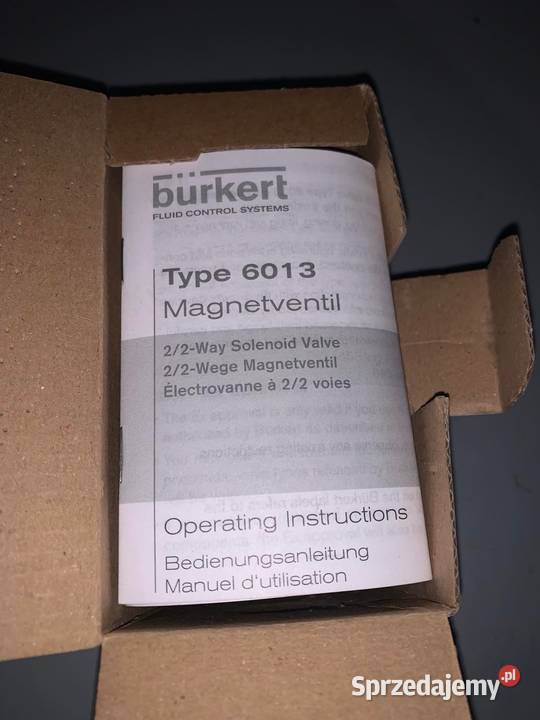 bürkert
FLUID CONTROL SYSTEMS
Type 6013
Magnetventil
2/2-Way Solenoid Valve
2/2-Wege Magnetventil
Électrovanne à 2/2 voies
Operating Instructions
Bedienungsanleitung
Manuel d'utilisation
Sprzedajemy.pl